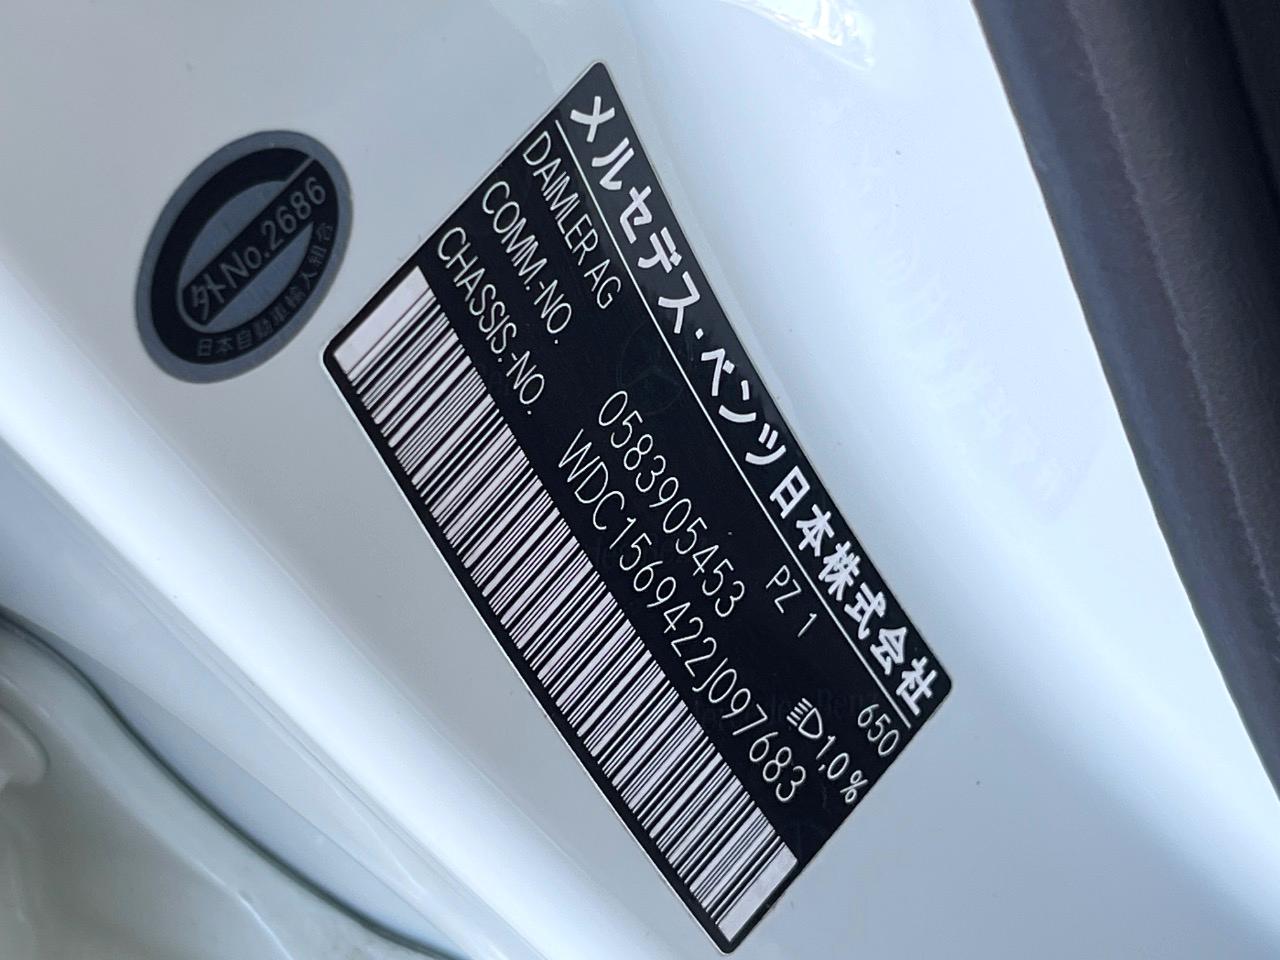 外No.2686
日本自動車輸入組合
メルセデス・ベンツ日本株式会社
DAIMLER AG PZ 1 650
COMM.-NO. 0583905453 1,0%
CHASSIS.-NO. WDC1569422J097683